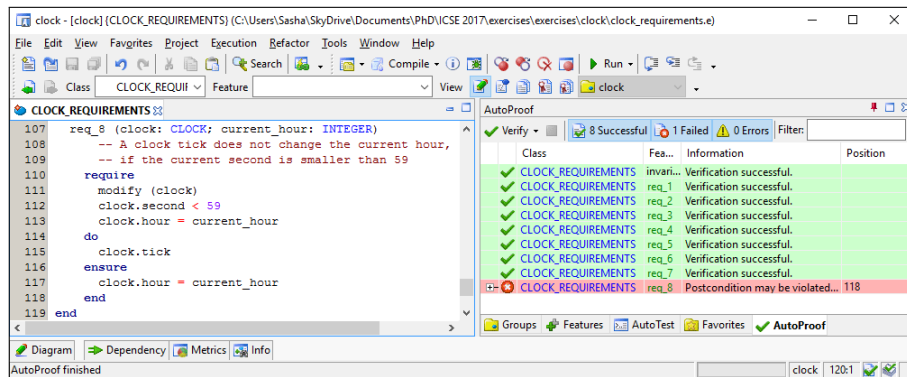 clock - [clock] {CLOCK_REQUIREMENTS} (C:\Users\Sasha\SkyDrive\Documents\PhD\ICSE 2017\exercises\exercises\clock\clock_requirements.e)
File Edit View Favorites Project Execution Refactor Tools Window Help
Search Compile Run
Class CLOCK_REQUIF Feature View clock
CLOCK_REQUIREMENTS
107 req_8 (clock: CLOCK; current_hour: INTEGER)
108 -- A clock tick does not change the current hour,
109 -- if the current second is smaller than 59
110 require
111 modify (clock)
112 clock.second < 59
113 clock.hour = current_hour
114 do
115 clock.tick
116 ensure
117 clock.hour = current_hour
118 end
119 end
AutoProof
Verify 8 Successful 1 Failed 0 Errors Filter:
Class Fea... Information Position
CLOCK_REQUIREMENTS invari... Verification successful.
CLOCK_REQUIREMENTS req_1 Verification successful.
CLOCK_REQUIREMENTS req_2 Verification successful.
CLOCK_REQUIREMENTS req_3 Verification successful.
CLOCK_REQUIREMENTS req_4 Verification successful.
CLOCK_REQUIREMENTS req_5 Verification successful.
CLOCK_REQUIREMENTS req_6 Verification successful.
CLOCK_REQUIREMENTS req_7 Verification successful.
CLOCK_REQUIREMENTS req_8 Postcondition may be violated... 118
Groups Features AutoTest Favorites AutoProof
Diagram Dependency Metrics Info
AutoProof finished clock 120:1